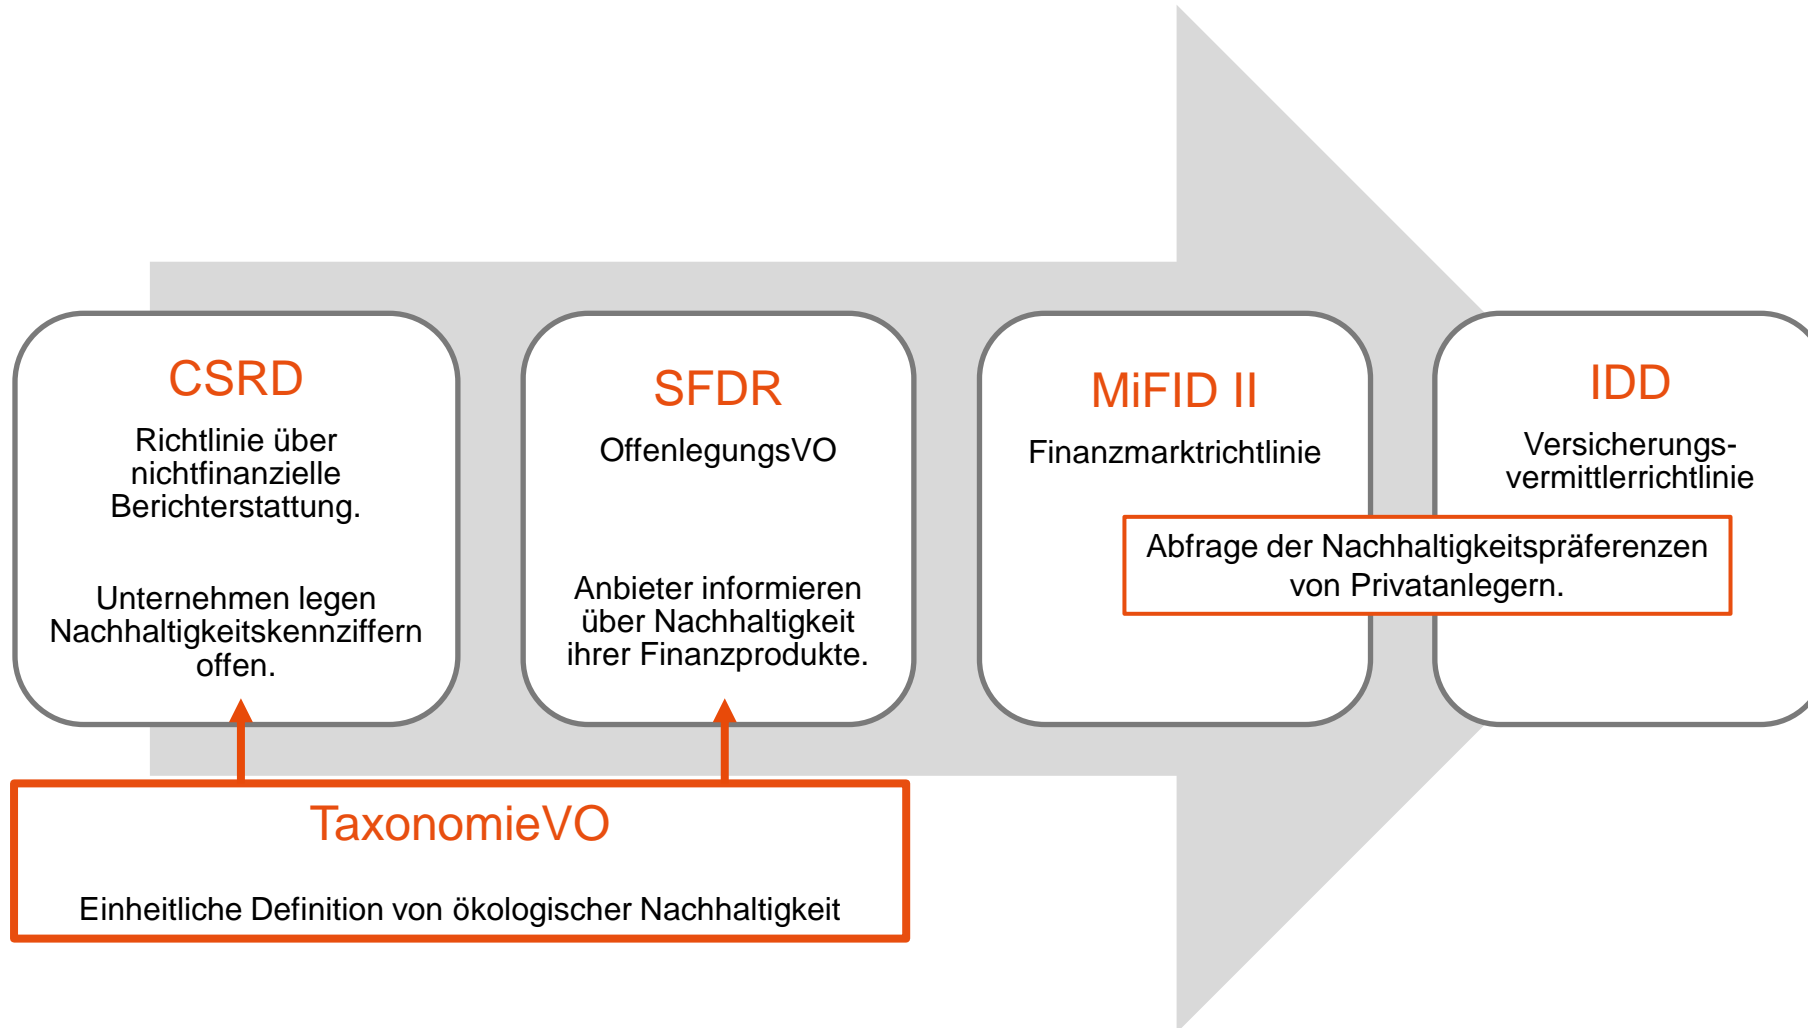 CSRD
Richtlinie über
nichtfinanzielle
Berichterstattung.
Unternehmen legen
Nachhaltigkeitskennziffern
offen.
SFDR
OffenlegungsVO
Anbieter informieren
über Nachhaltigkeit
ihrer Finanzprodukte.
MiFID II
Finanzmarktrichtlinie
IDD
Versicherungs-
vermittlerrichtlinie
Abfrage der Nachhaltigkeitspräferenzen
von Privatanlegern.
TaxonomieVO
Einheitliche Definition von ökologischer Nachhaltigkeit